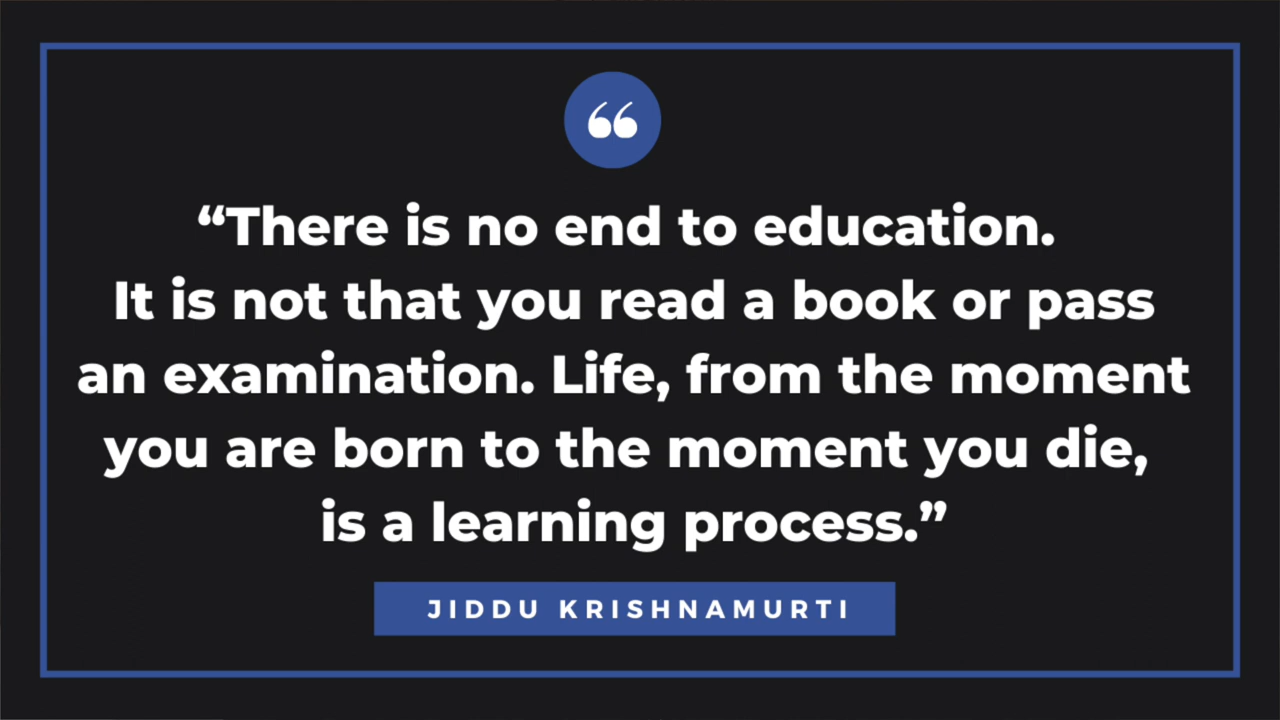 “There is no end to education.
It is not that you read a book or pass
an examination. Life, from the moment
you are born to the moment you die,
is a learning process.”
JIDDU KRISHNAMURTI